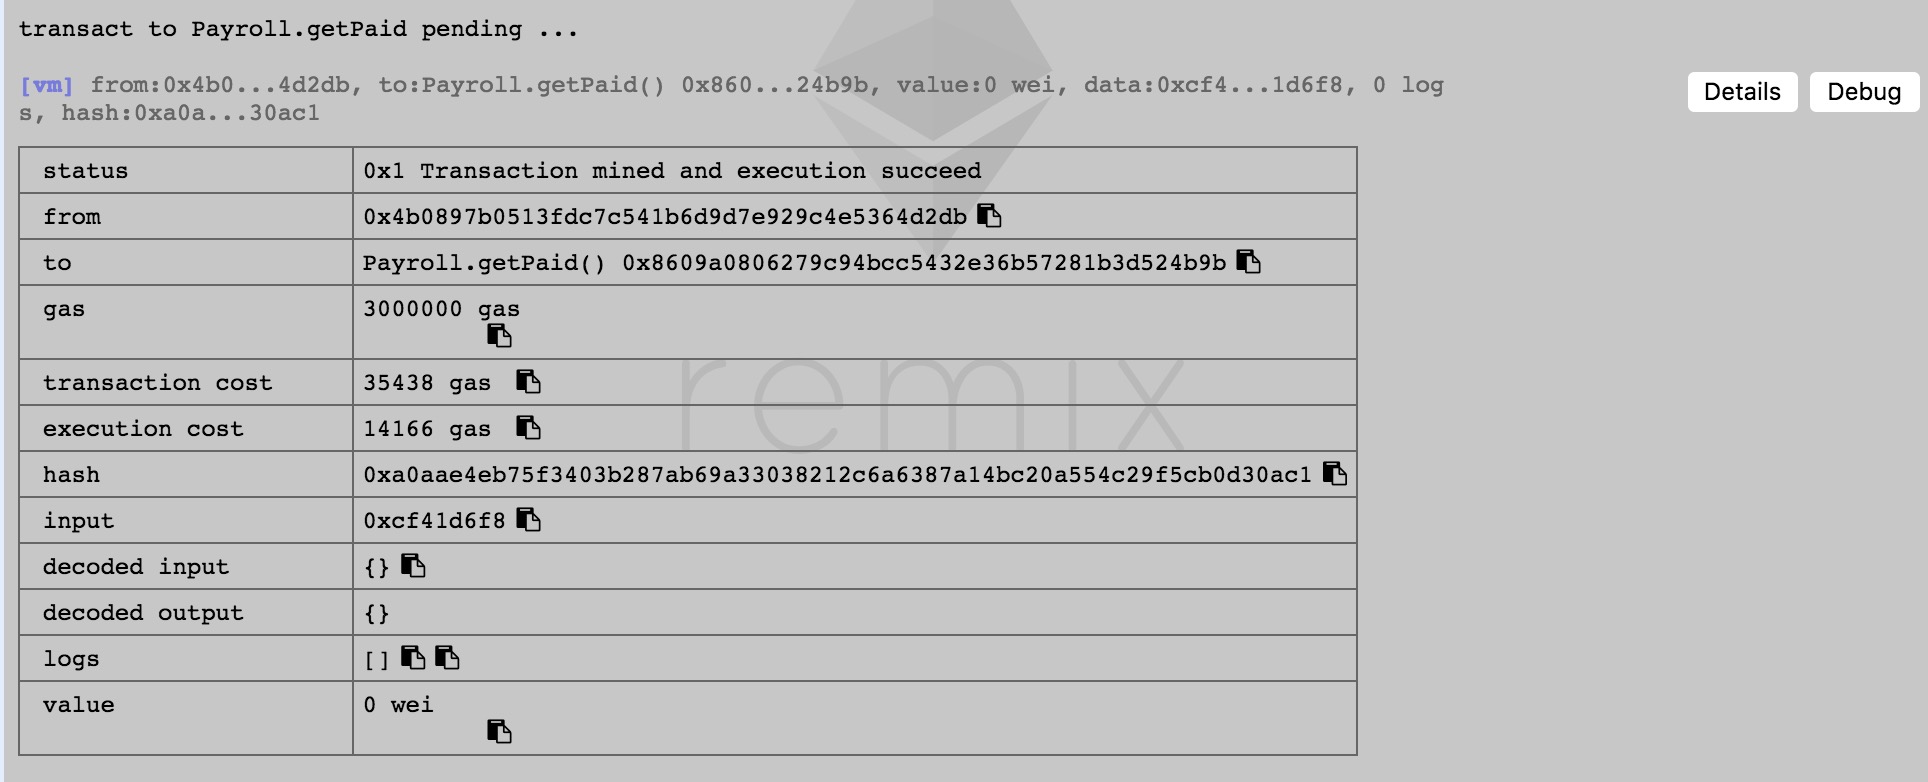 transact to Payroll.getPaid pending ...
[vm] from:0x4b0...4d2db, to:Payroll.getPaid() 0x860...24b9b, value:0 wei, data:0xcf4...1d6f8, 0 log
s, hash:0xa0a...30ac1
Details Debug
status 0x1 Transaction mined and execution succeed
from 0x4b0897b0513fdc7c541b6d9d7e929c4e5364d2db
to Payroll.getPaid() 0x8609a0806279c94bcc5432e36b57281b3d524b9b
gas 3000000 gas
remix
transaction cost 35438 gas
execution cost 14166 gas
hash 0xa0aae4eb75f3403b287ab69a33038212c6a6387a14bc20a554c29f5cb0d30ac1
input 0xcf41d6f8
decoded input {}
decoded output {}
logs []
value 0 wei